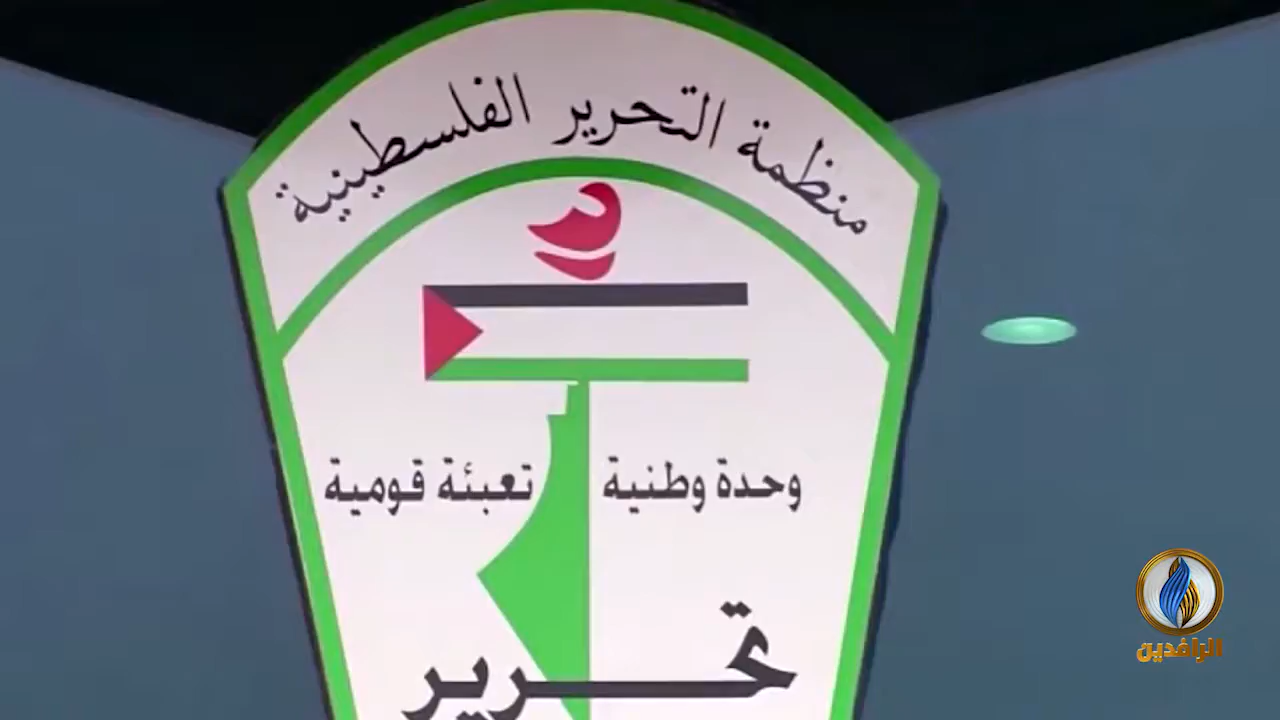 منظمة التحرير الفلسطينية
وحدة وطنية تعبئة قومية
تحرير
الرافدين